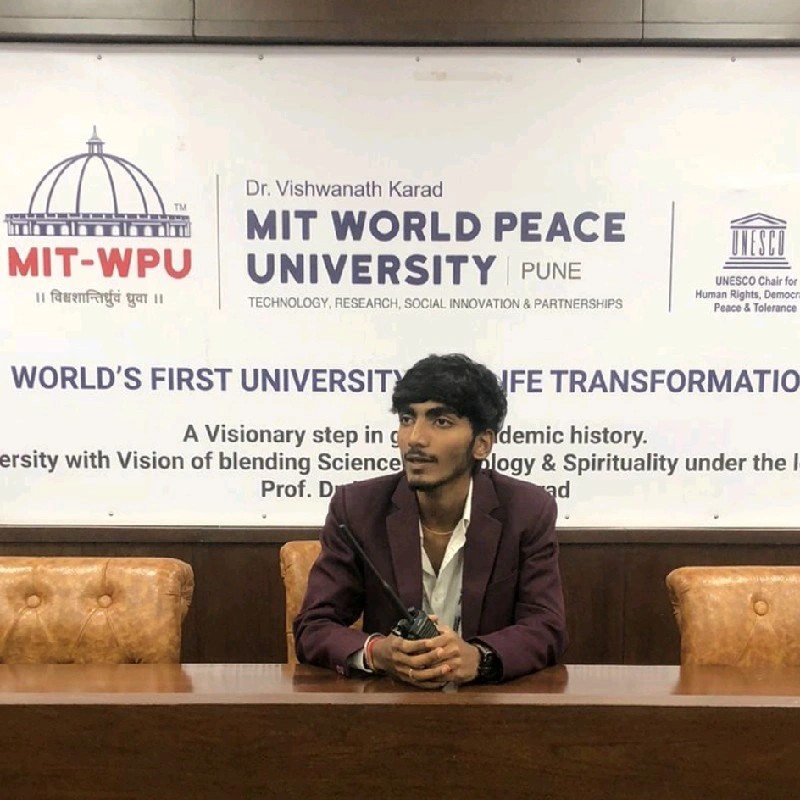 MIT-WPU
TM
॥ विश्वशान्तिर्ध्रुवं ध्रुवा ॥
Dr. Vishwanath Karad
MIT WORLD PEACE
UNIVERSITY | PUNE
TECHNOLOGY, RESEARCH, SOCIAL INNOVATION & PARTNERSHIPS
UNESCO
UNESCO Chair for
Human Rights, Democra
Peace & Tolerance
WORLD'S FIRST UNIVERSITY IFE TRANSFORMATIO
A Visionary step in g demic history.
ersity with Vision of blending Science ology & Spirituality under the l
Prof. D ad